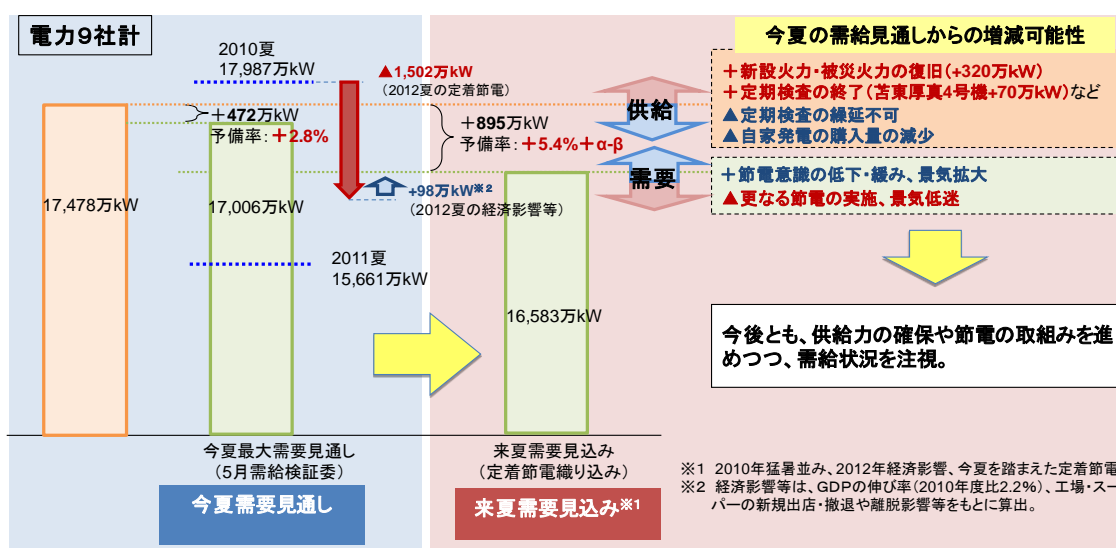 電力９社計
2010夏
17,987万kW
▲1,502万kW
(2012夏の定着節電)
＋472万kW
予備率：＋2.8%
＋895万kW
予備率：＋5.4%＋α-β
+98万kW※2
(2012夏の経済影響等)
17,478万kW
17,006万kW
2011夏
15,661万kW
16,583万kW
今夏最大需要見通し
（5月需給検証委）
来夏需要見込み
（定着節電織り込み）
今夏需要見通し
来夏需要見込み※1
供給
需要
今夏の需給見通しからの増減可能性
＋新設火力・被災火力の復旧（+320万kW）
＋定期検査の終了（苫東厚真4号機+70万kW）など
▲定期検査の繰延不可
▲自家発電の購入量の減少
＋節電意識の低下・緩み、景気拡大
▲更なる節電の実施、景気低迷
今後とも、供給力の確保や節電の取組みを進
めつつ、需給状況を注視。
※1 2010年猛暑並み、2012年経済影響、今夏を踏まえた定着節電
※2 経済影響等は、GDPの伸び率（2010年度比2.2%）、工場・スー
パーの新規出店・撤退や離脱影響等をもとに算出。